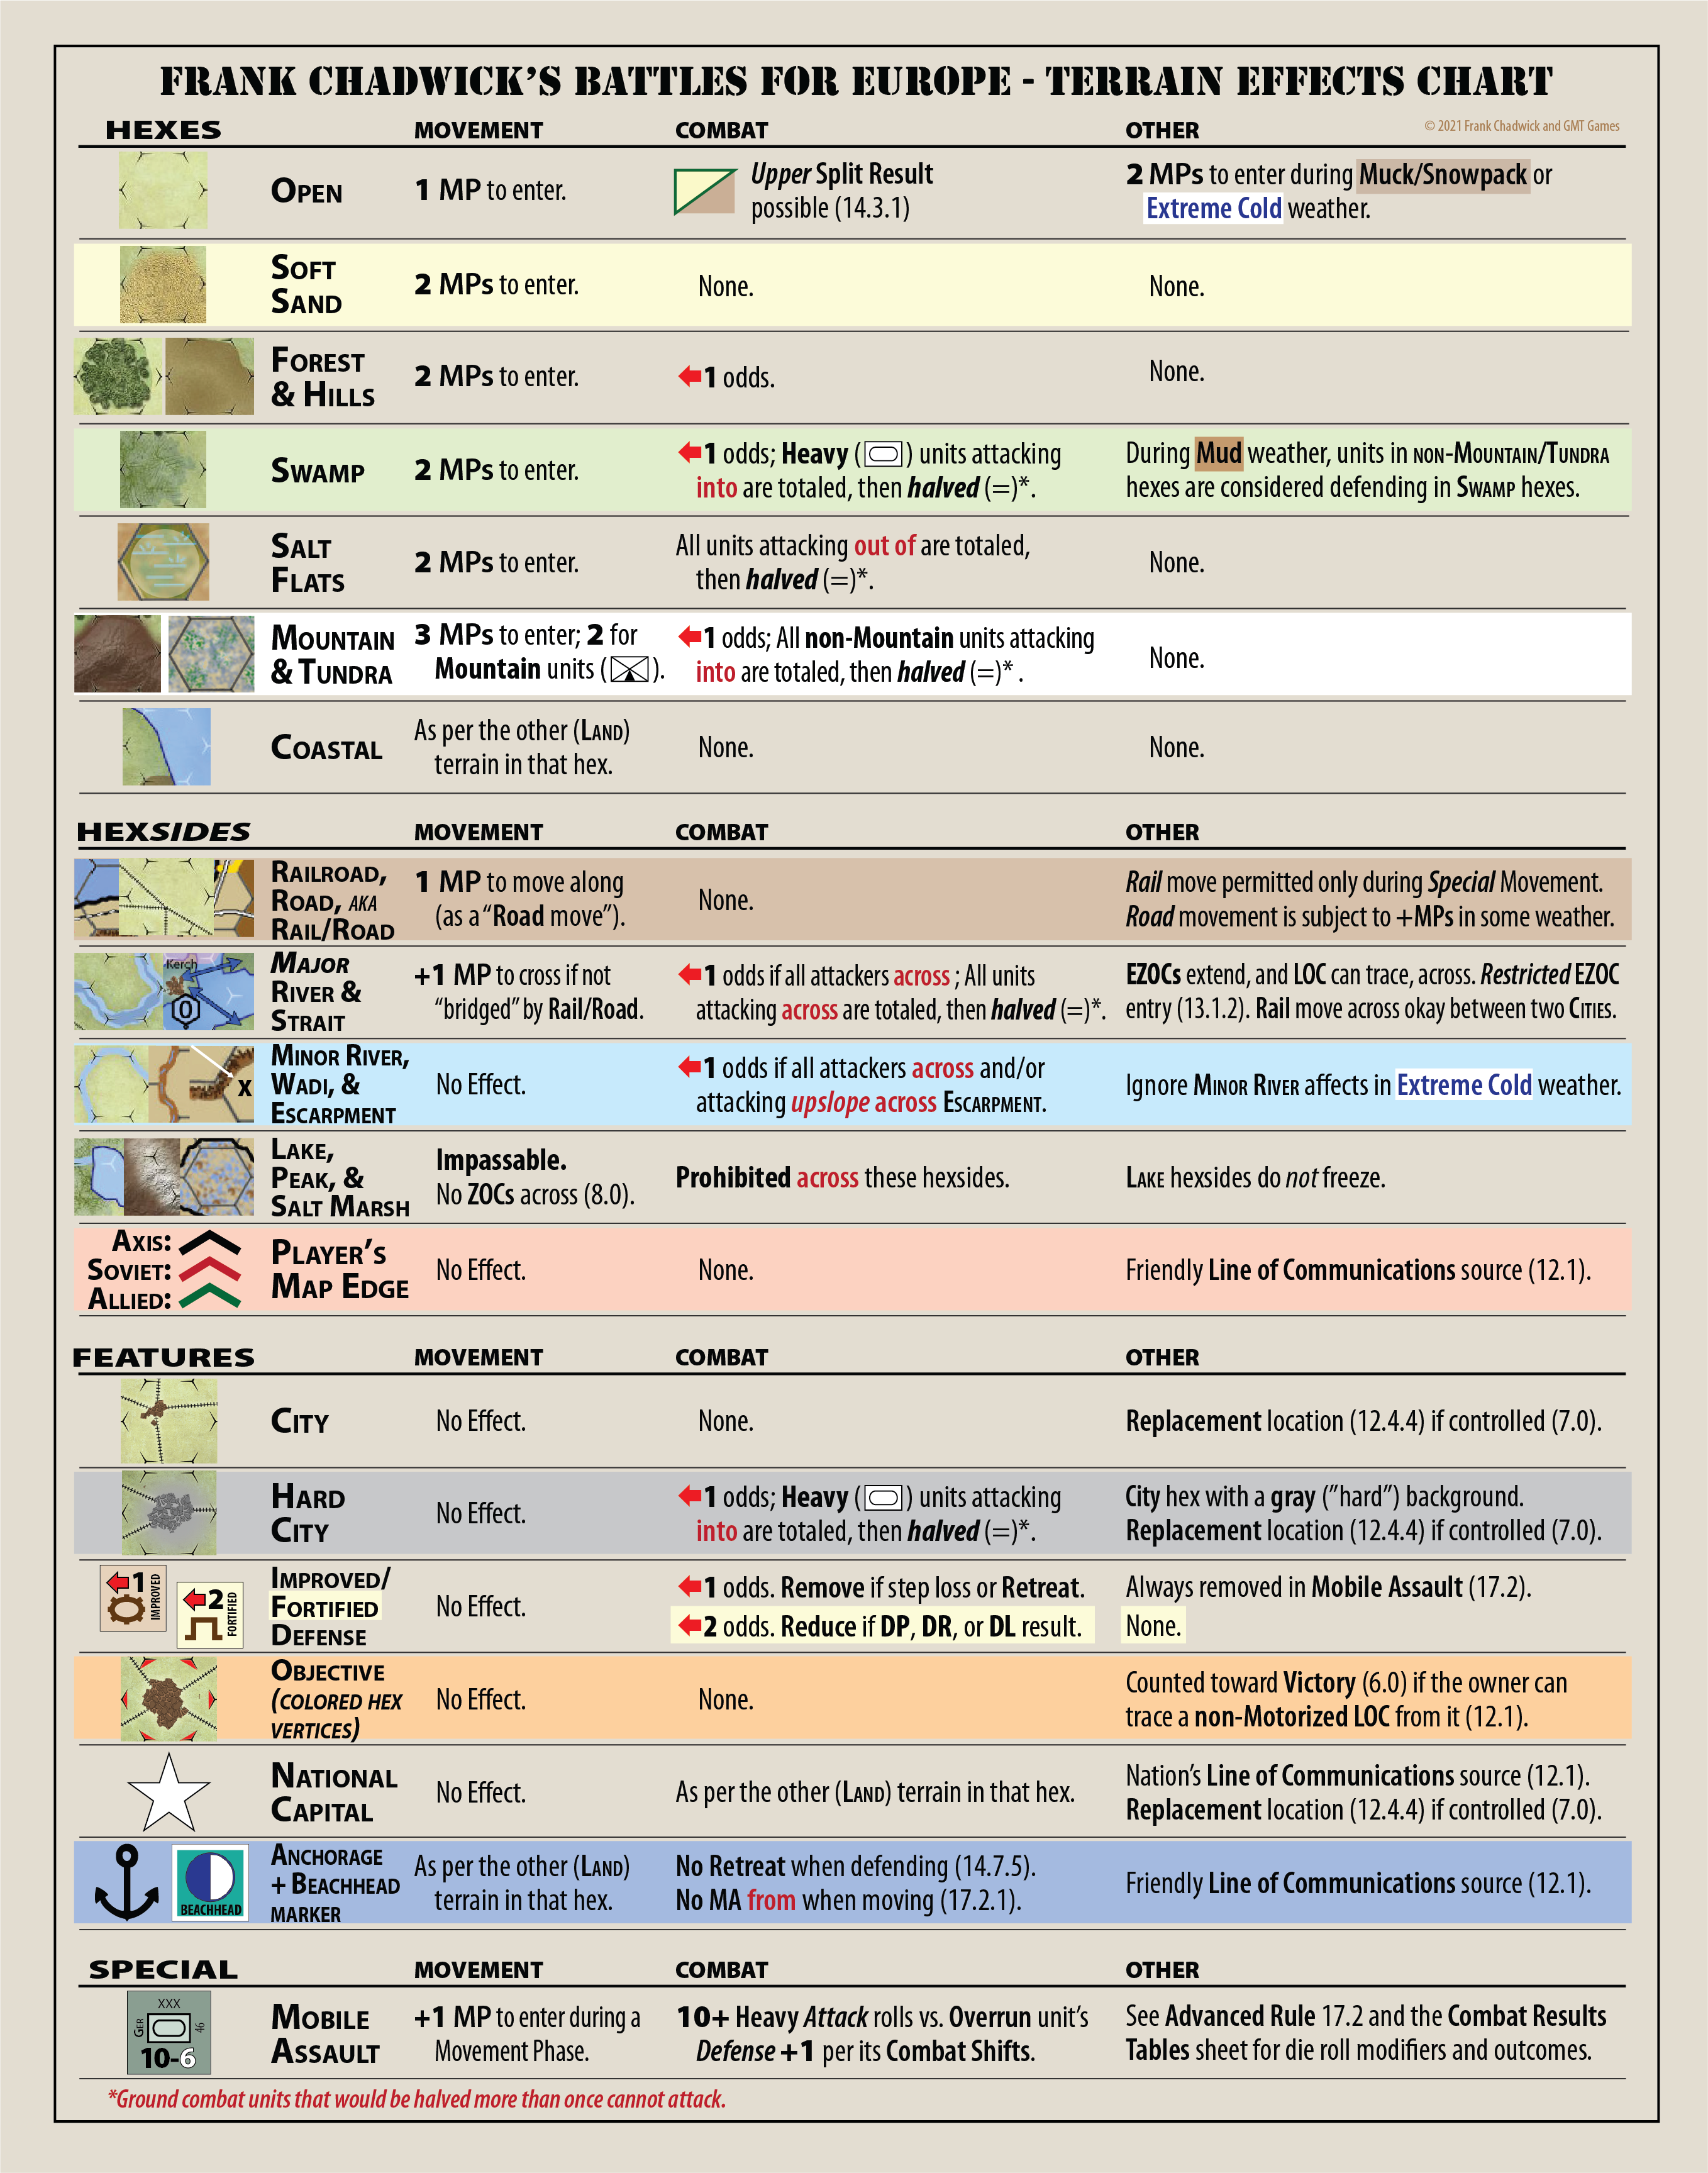 FRANK CHADWICK'S BATTLES FOR EUROPE - TERRAIN EFFECTS CHART
HEXES MOVEMENT COMBAT OTHER © 2021 Frank Chadwick and GMT Games
OPEN 1 MP to enter. Upper Split Result possible (14.3.1) 2 MPs to enter during Muck/Snowpack or
Extreme Cold weather.
SOFT
SAND 2 MPs to enter. None. None.
FOREST
& HILLS 2 MPs to enter. 1 odds. None.
SWAMP 2 MPs to enter. 1 odds; Heavy ( ) units attacking
into are totaled, then halved (=)*. During Mud weather, units in NON-MOUNTAIN/TUNDRA
hexes are considered defending in SWAMP hexes.
SALT
FLATS 2 MPs to enter. All units attacking out of are totaled,
then halved (=)*. None.
MOUNTAIN
& TUNDRA 3 MPs to enter; 2 for
Mountain units ( ). 1 odds; All non-Mountain units attacking
into are totaled, then halved (=)* . None.
COASTAL As per the other (LAND)
terrain in that hex. None. None.
HEXSIDES MOVEMENT COMBAT OTHER
RAILROAD,
ROAD, AKA
RAIL/ROAD 1 MP to move along
(as a "Road move"). None. Rail move permitted only during Special Movement.
Road movement is subject to +MPs in some weather.
Kerch
0
MAJOR
RIVER &
STRAIT +1 MP to cross if not
"bridged" by Rail/Road. 1 odds if all attackers across ; All units
attacking across are totaled, then halved (=)*. EZOCs extend, and LOC can trace, across. Restricted EZOC
entry (13.1.2). Rail move across okay between two CITIES.
X
MINOR RIVER,
WADI, &
ESCARPMENT No Effect. 1 odds if all attackers across and/or
attacking upslope across ESCARPMENT. Ignore MINOR RIVER affects in Extreme Cold weather.
LAKE,
PEAK, &
SALT MARSH Impassable.
No ZOCs across (8.0). Prohibited across these hexsides. LAKE hexsides do not freeze.
AXIS:
SOVIET:
ALLIED:
PLAYER'S
MAP EDGE No Effect. None. Friendly Line of Communications source (12.1).
FEATURES MOVEMENT COMBAT OTHER
CITY No Effect. None. Replacement location (12.4.4) if controlled (7.0).
HARD
CITY No Effect. 1 odds; Heavy ( ) units attacking
into are totaled, then halved (=)*. City hex with a gray ("hard") background.
Replacement location (12.4.4) if controlled (7.0).
1 IMPROVED
2 FORTIFIED
IMPROVED/
FORTIFIED
DEFENSE No Effect. 1 odds. Remove if step loss or Retreat. Always removed in Mobile Assault (17.2).
2 odds. Reduce if DP, DR, or DL result. None.
OBJECTIVE
(COLORED HEX
VERTICES) No Effect. None. Counted toward Victory (6.0) if the owner can
trace a non-Motorized LOC from it (12.1).
NATIONAL
CAPITAL No Effect. As per the other (LAND) terrain in that hex. Nation's Line of Communications source (12.1).
Replacement location (12.4.4) if controlled (7.0).
BEACHHEAD
ANCHORAGE
+ BEACHHEAD
MARKER As per the other (LAND)
terrain in that hex. No Retreat when defending (14.7.5).
No MA from when moving (17.2.1). Friendly Line of Communications source (12.1).
SPECIAL MOVEMENT COMBAT OTHER
XXX
GER 46
10-6
MOBILE
ASSAULT +1 MP to enter during a
Movement Phase. 10+ Heavy Attack rolls vs. Overrun unit's
Defense +1 per its Combat Shifts. See Advanced Rule 17.2 and the Combat Results
Tables sheet for die roll modifiers and outcomes.
*Ground combat units that would be halved more than once cannot attack.